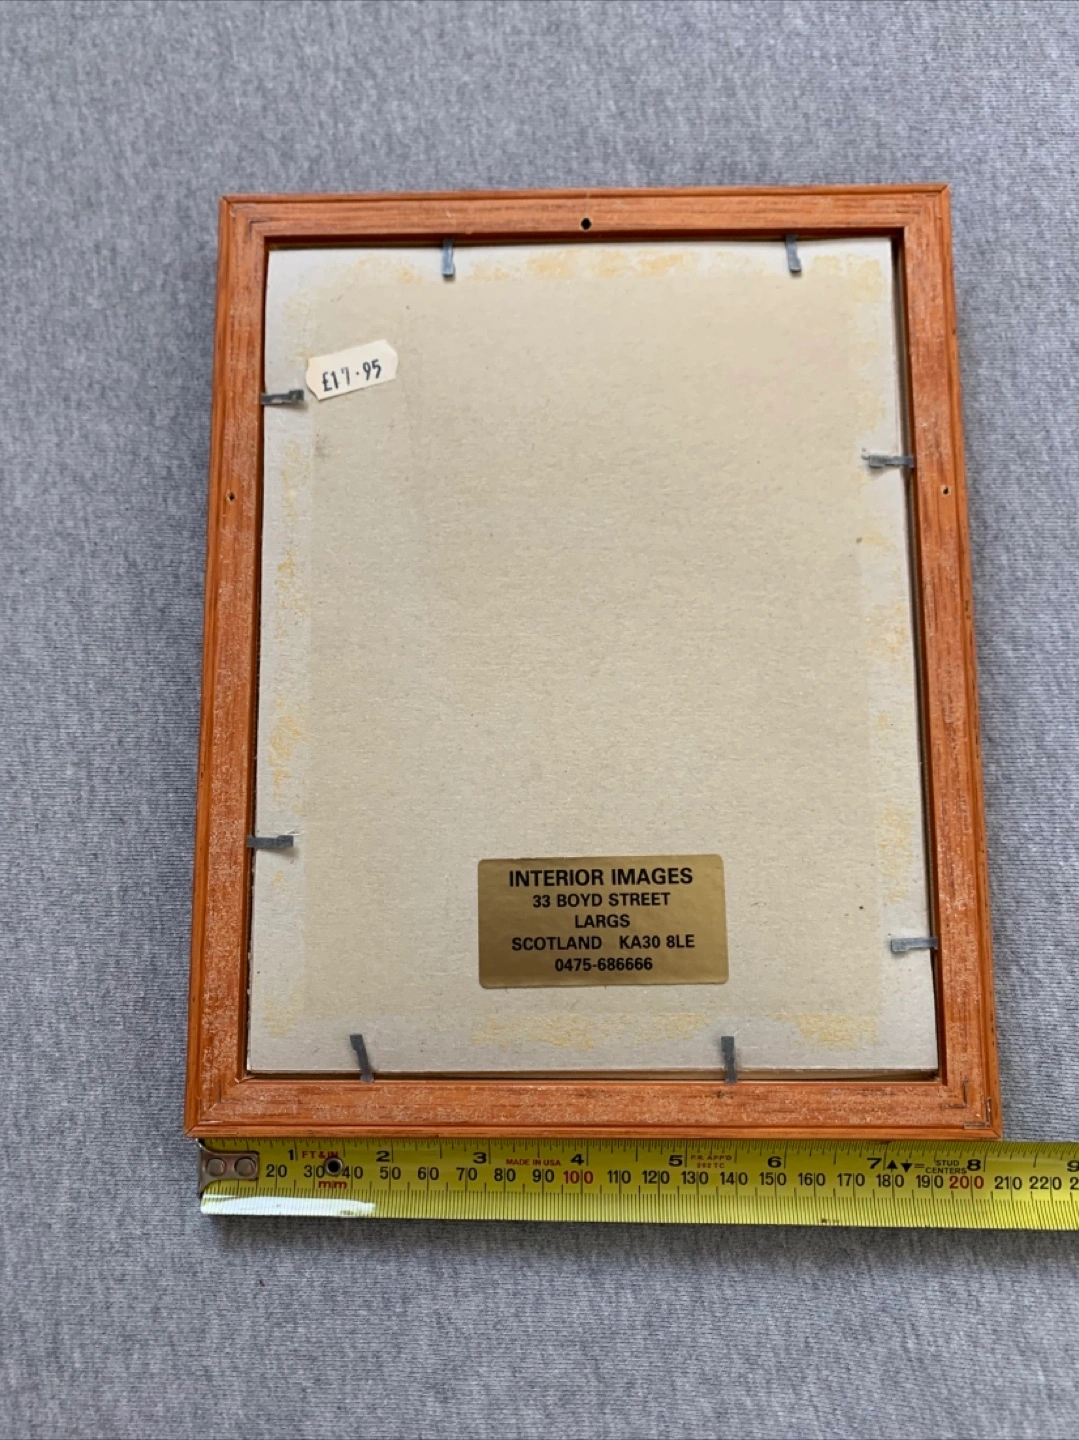 £17.95
INTERIOR IMAGES
33 BOYD STREET
LARGS
SCOTLAND KA30 8LE
0475-686666
1 FT & IN 2 3 MADE IN USA 4 5 6 7 STUD CENTERS 8 9
20 30 40 50 60 70 80 90 100 110 120 130 140 150 160 170 180 190 200 210 220
mm